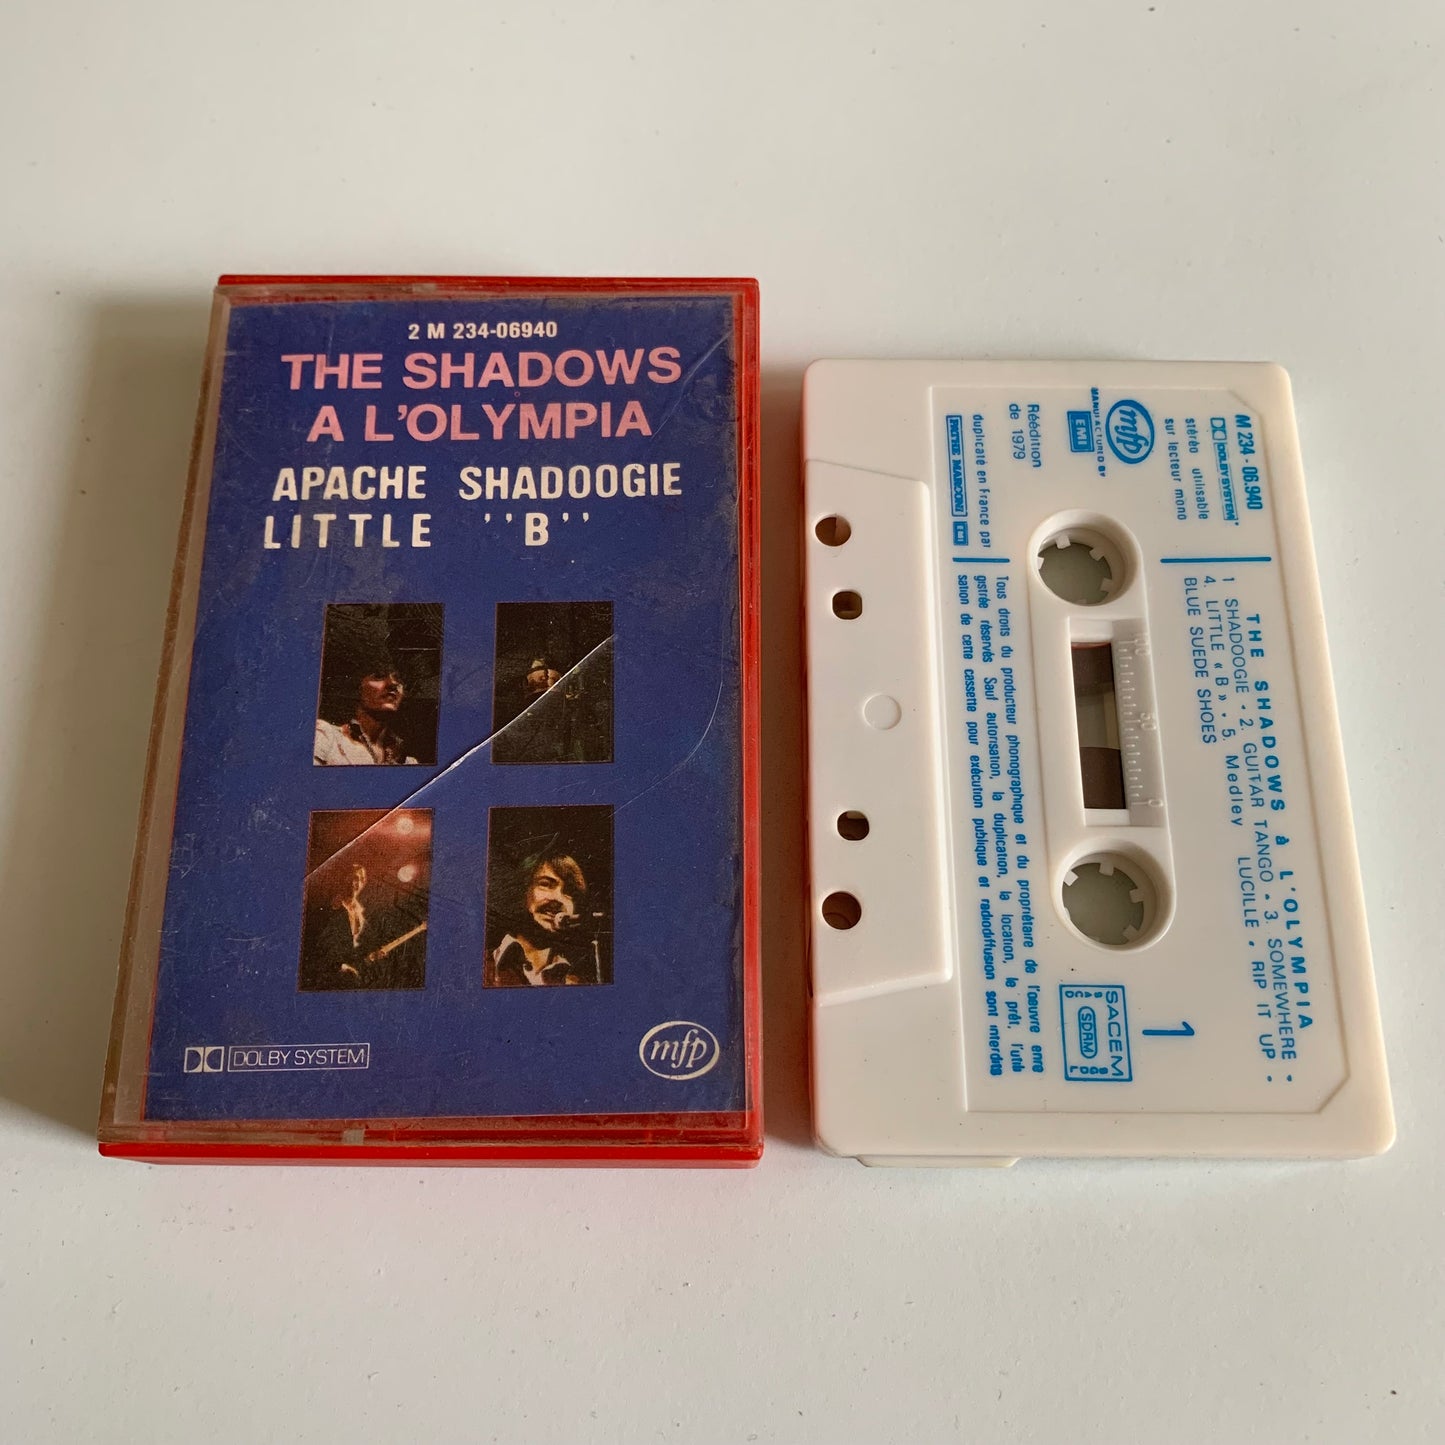 2 M 234-06940
THE SHADOWS
A L'OLYMPIA
APACHE SHADOOGIE
LITTLE ''B''
DOLBY SYSTEM
mfp
M 234 - 06.940
DOLBY SYSTEM
stéréo utilisable
sur lecteur mono
mfp
MANUFACTURED BY
EMI
Réédition
de 1979
duplicaté en France par
PATHE MARCONI EMI
THE SHADOWS à L'OLYMPIA
1 SHADOOGIE • 2. GUITAR TANGO • 3. SOMEWHERE •
4. LITTLE « B » • 5. Medley LUCILLE • RIP IT UP •
BLUE SUEDE SHOES
1
SACEM
SDRM
Tous droits du producteur phonographique et du propriétaire de l'oeuvre enre
gistrée réservés Sauf autorisation, la duplication, la location, le prêt, l'utili
sation de cette cassette pour exécution publique et radiodiffusion sont interdits